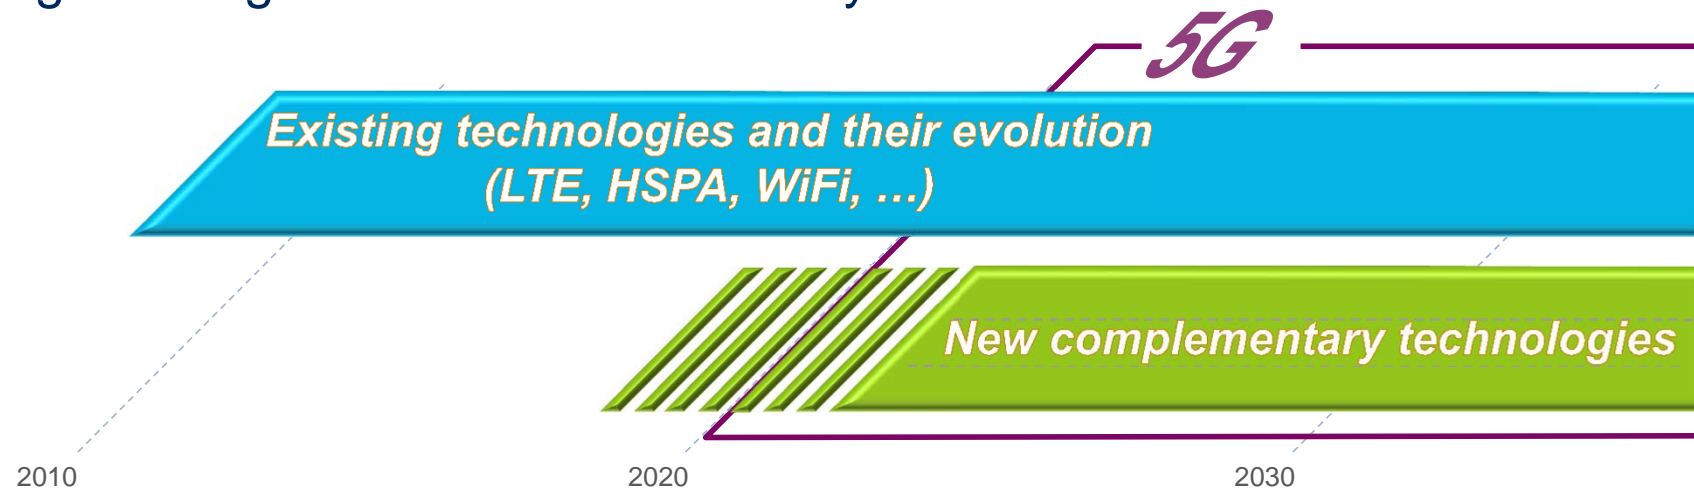 5G
Existing technologies and their evolution
(LTE, HSPA, WiFi, …)
New complementary technologies
2010
2020
2030